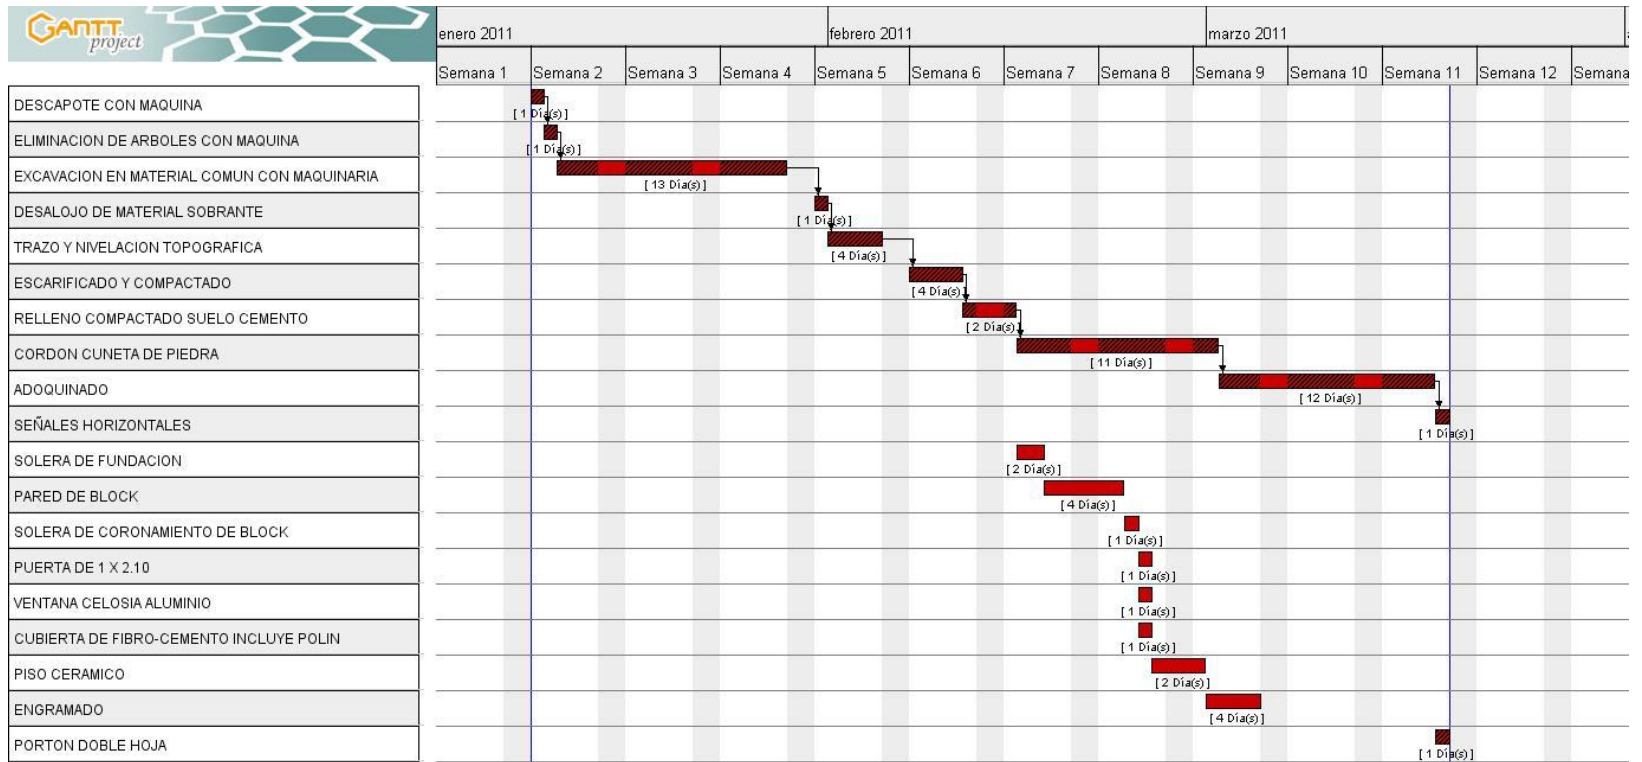 GANTT
project
enero 2011 febrero 2011 marzo 2011
Semana 1 Semana 2 Semana 3 Semana 4 Semana 5 Semana 6 Semana 7 Semana 8 Semana 9 Semana 10 Semana 11 Semana 12 Semana
DESCAPOTE CON MAQUINA
[ 1 Día(s) ]
ELIMINACION DE ARBOLES CON MAQUINA
[ 1 Día(s) ]
EXCAVACION EN MATERIAL COMUN CON MAQUINARIA
[ 13 Día(s) ]
DESALOJO DE MATERIAL SOBRANTE
[ 1 Día(s) ]
TRAZO Y NIVELACION TOPOGRAFICA
[ 4 Día(s) ]
ESCARIFICADO Y COMPACTADO
[ 4 Día(s) ]
RELLENO COMPACTADO SUELO CEMENTO
[ 2 Día(s) ]
CORDON CUNETA DE PIEDRA
[ 11 Día(s) ]
ADOQUINADO
[ 12 Día(s) ]
SEÑALES HORIZONTALES
[ 1 Día(s) ]
SOLERA DE FUNDACION
[ 2 Día(s) ]
PARED DE BLOCK
[ 4 Día(s) ]
SOLERA DE CORONAMIENTO DE BLOCK
[ 1 Día(s) ]
PUERTA DE 1 X 2.10
[ 1 Día(s) ]
VENTANA CELOSIA ALUMINIO
[ 1 Día(s) ]
CUBIERTA DE FIBRO-CEMENTO INCLUYE POLIN
[ 1 Día(s) ]
PISO CERAMICO
[ 2 Día(s) ]
ENGRAMADO
[ 4 Día(s) ]
PORTON DOBLE HOJA
[ 1 Día(s) ]